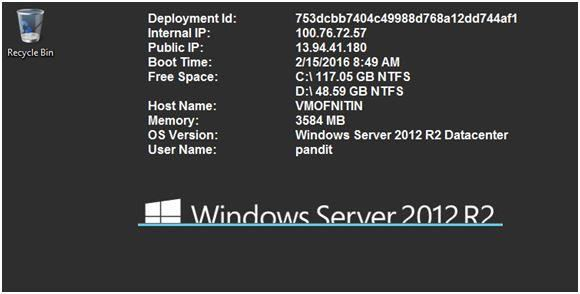 Recycle Bin
Deployment Id: 753dcbb7404c49988d768a12dd744af1
Internal IP: 100.76.72.57
Public IP: 13.94.41.180
Boot Time: 2/15/2016 8:49 AM
Free Space: C:\ 117.05 GB NTFS
D:\ 48.59 GB NTFS
Host Name: VMOFNITIN
Memory: 3584 MB
OS Version: Windows Server 2012 R2 Datacenter
User Name: pandit
Windows Server 2012 R2